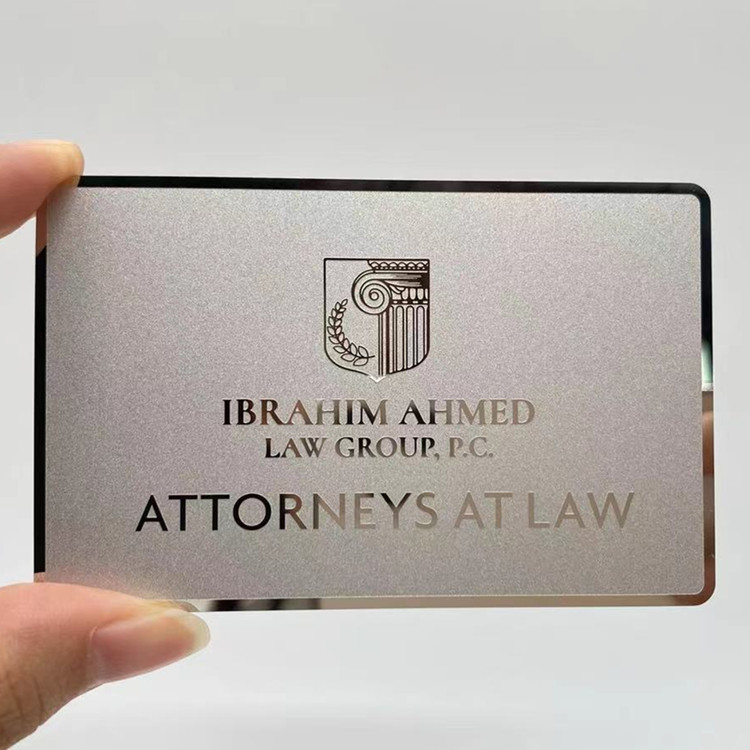 IBRAHIM AHMED
LAW GROUP, P.C.
ATTORNEYS AT LAW